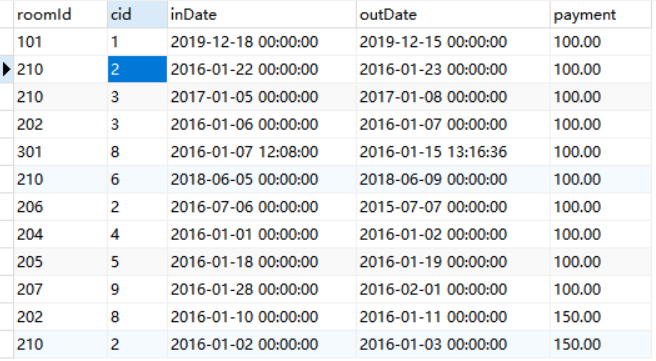 roomId cid inDate outDate payment
101 1 2019-12-18 00:00:00 2019-12-15 00:00:00 100.00
210 2 2016-01-22 00:00:00 2016-01-23 00:00:00 100.00
210 3 2017-01-05 00:00:00 2017-01-08 00:00:00 100.00
202 3 2016-01-06 00:00:00 2016-01-07 00:00:00 100.00
301 8 2016-01-07 12:08:00 2016-01-15 13:16:36 100.00
210 6 2018-06-05 00:00:00 2018-06-09 00:00:00 100.00
206 2 2016-07-06 00:00:00 2015-07-07 00:00:00 100.00
204 4 2016-01-01 00:00:00 2016-01-02 00:00:00 100.00
205 5 2016-01-18 00:00:00 2016-01-19 00:00:00 100.00
207 9 2016-01-28 00:00:00 2016-02-01 00:00:00 100.00
202 8 2016-01-10 00:00:00 2016-01-11 00:00:00 150.00
210 2 2016-01-02 00:00:00 2016-01-03 00:00:00 150.00